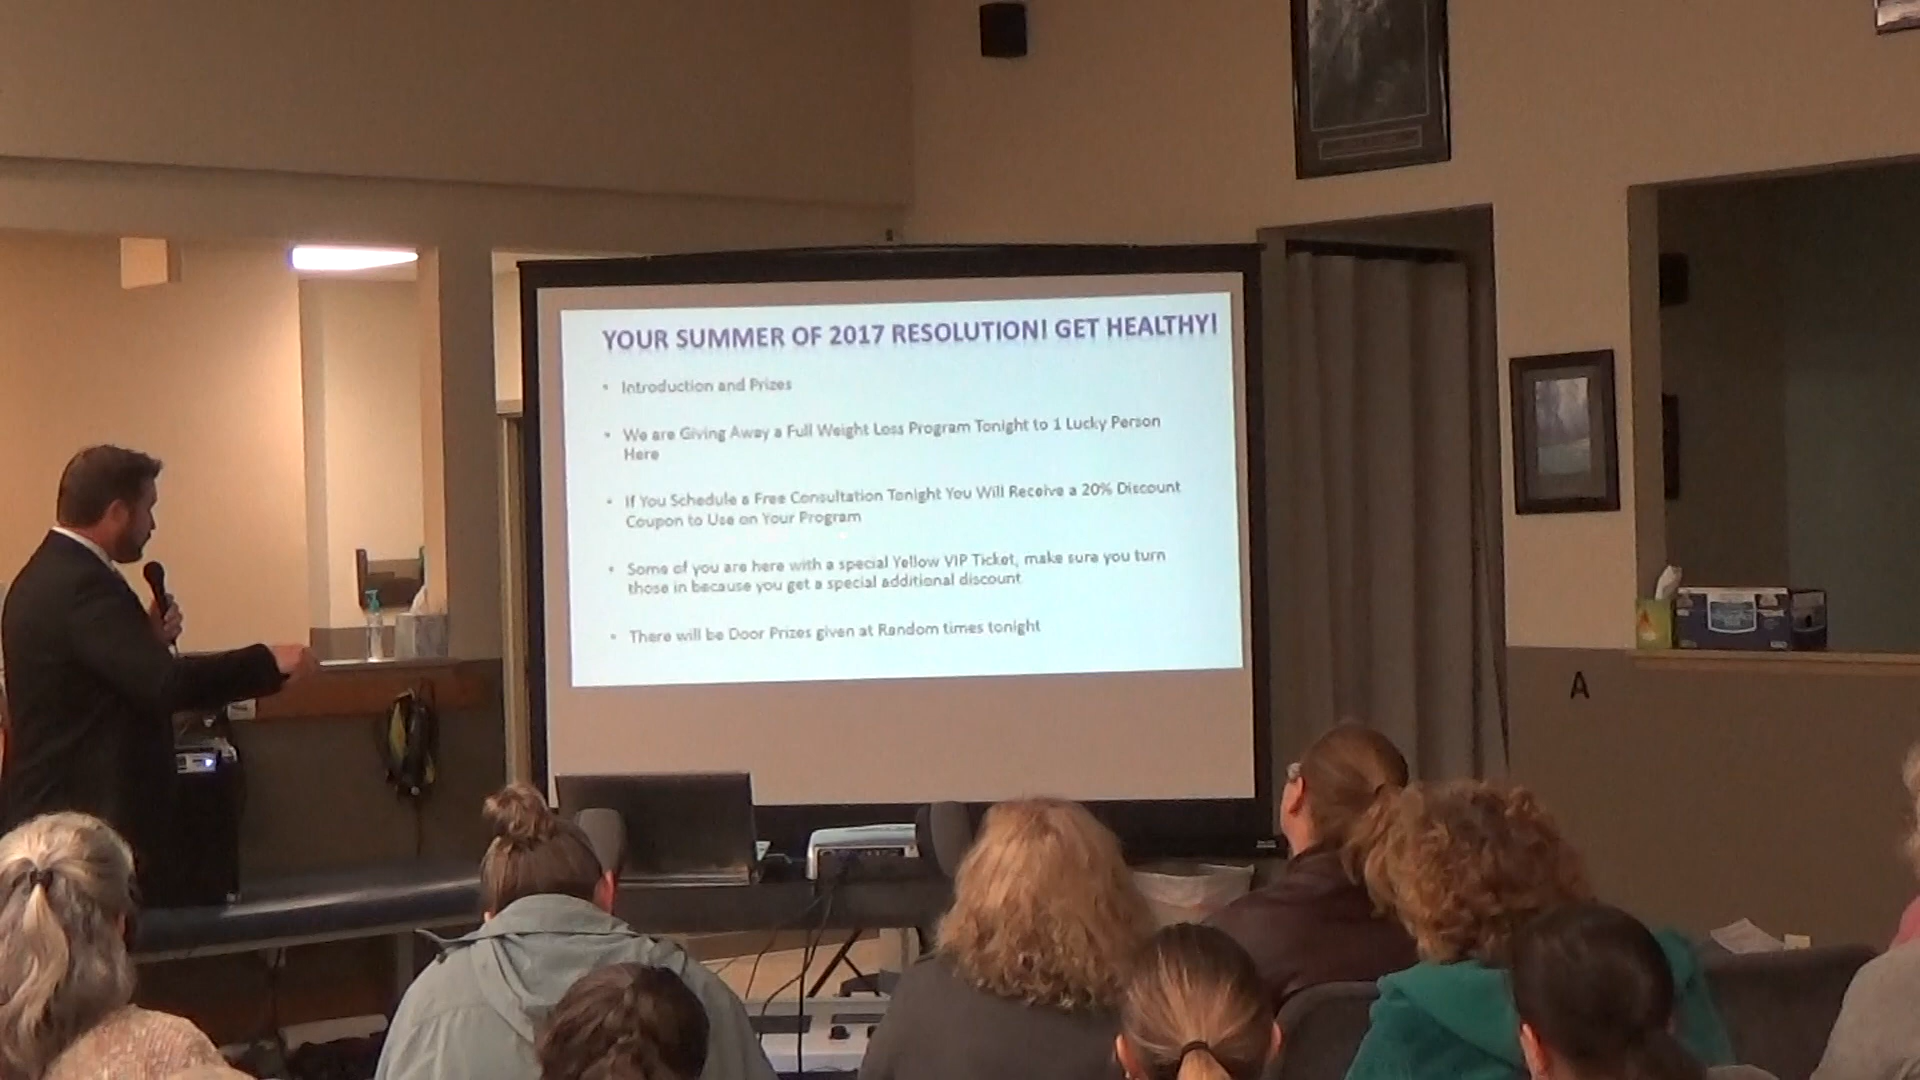 YOUR SUMMER OF 2017 RESOLUTION! GET HEALTHY!
• Introduction and Prizes
• We are Giving Away a Full Weight Loss Program Tonight to 1 Lucky Person
Here
• If You Schedule a Free Consultation Tonight You Will Receive a 20% Discount
Coupon to Use on Your Program
• Some of you are here with a special Yellow VIP Ticket, make sure you turn
those in because you get a special additional discount
• There will be Door Prizes given at Random times tonight
A